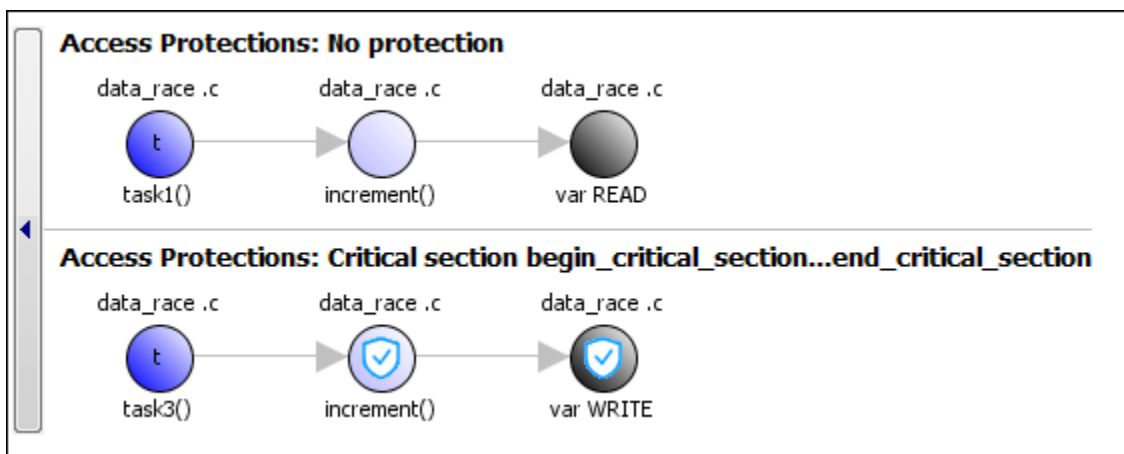 Access Protections: No protection
data_race .c data_race .c data_race .c
t
task1() increment() var READ
Access Protections: Critical section begin_critical_section...end_critical_section
data_race .c data_race .c data_race .c
t
task3() increment() var WRITE